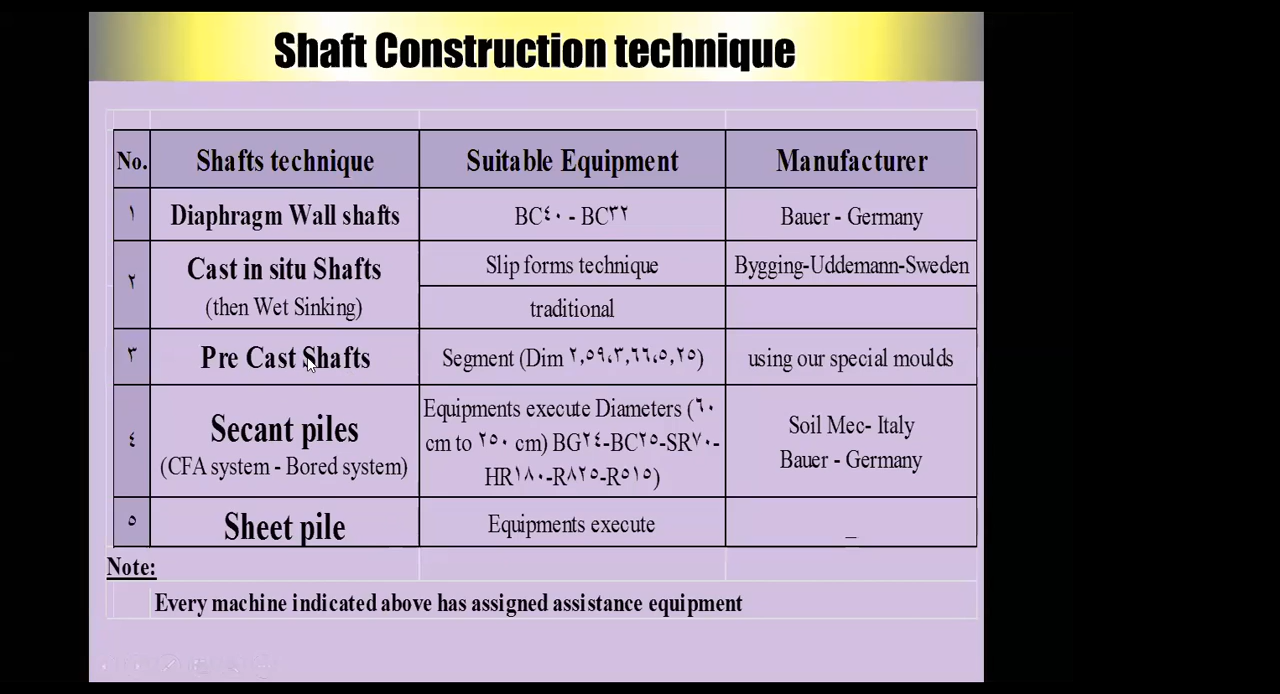 Shaft Construction technique
No. Shafts technique Suitable Equipment Manufacturer
١ Diaphragm Wall shafts BC٤٠ - BC٣٢ Bauer - Germany
٢ Cast in situ Shafts Slip forms technique Bygging-Uddemann-Sweden
(then Wet Sinking) traditional
٣ Pre Cast Shafts Segment (Dim ٢,٥٩،٣,٦٦،٥,٢٥) using our special moulds
٤ Secant piles Equipments execute Diameters (٦٠ Soil Mec- Italy
(CFA system - Bored system) cm to ٢٥٠ cm) BG٢٤-BC٢٥-SR٧٠- Bauer - Germany
HR١٨٠-R٨٢٥-R٥١٥)
٥ Sheet pile Equipments execute _
Note:
Every machine indicated above has assigned assistance equipment